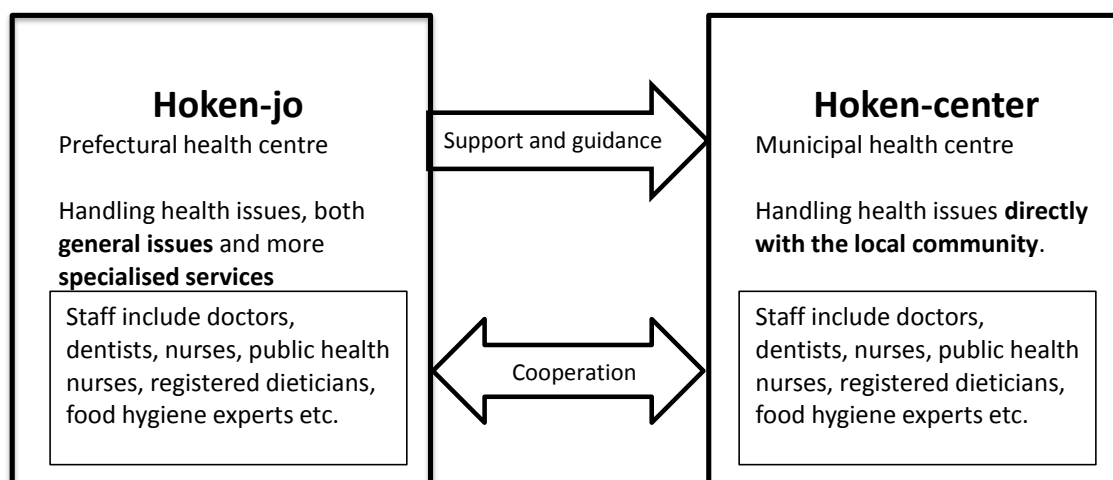 Hoken-jo
Prefectural health centre
Handling health issues, both
general issues and more
specialised services
Staff include doctors,
dentists, nurses, public health
nurses, registered dieticians,
food hygiene experts etc.
Support and guidance
Cooperation
Hoken-center
Municipal health centre
Handling health issues directly
with the local community.
Staff include doctors,
dentists, nurses, public health
nurses, registered dieticians,
food hygiene experts etc.